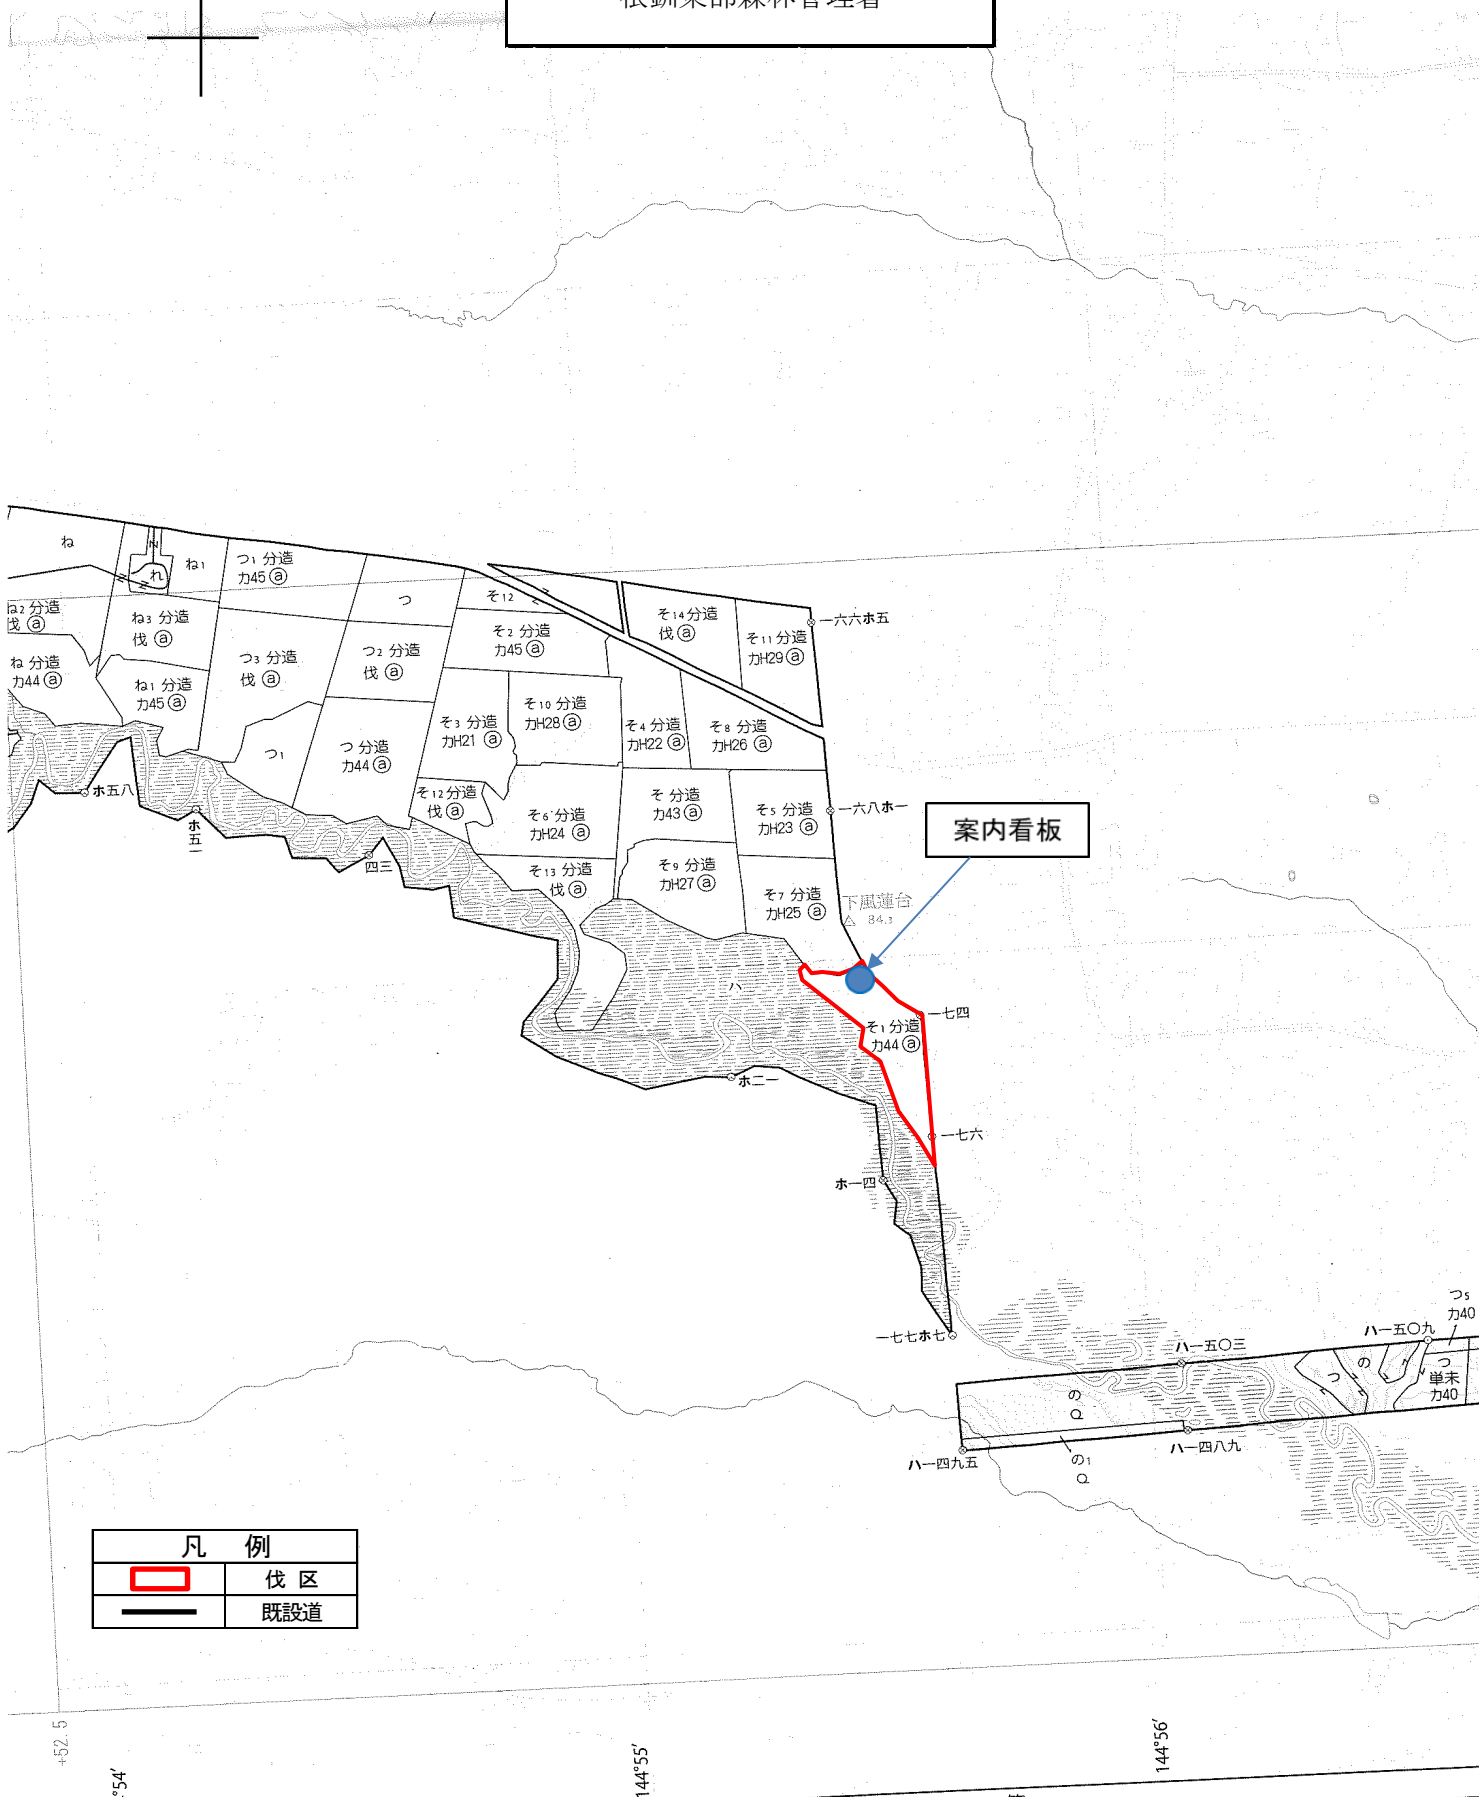 根釧東部森林管理署
ね
れ
ね1
つ1 分造
カ45 ⓐ
つ
そ12
ね2 分造
伐 ⓐ
ね3 分造
伐 ⓐ
つ3 分造
伐 ⓐ
つ2 分造
伐 ⓐ
そ2 分造
カ45 ⓐ
そ14 分造
伐 ⓐ
そ11 分造
カH29 ⓐ
一六六ホ五
ね 分造
カ44 ⓐ
ね1 分造
カ45 ⓐ
つ1
つ 分造
カ44 ⓐ
そ3 分造
カH21 ⓐ
そ10 分造
カH28 ⓐ
そ4 分造
カH22 ⓐ
そ8 分造
カH26 ⓐ
ホ五八
ホ五一
四三
そ12 分造
伐 ⓐ
そ6 分造
カH24 ⓐ
そ 分造
カ43 ⓐ
そ5 分造
カH23 ⓐ
一六八ホ一
案内看板
そ13 分造
伐 ⓐ
そ9 分造
カH27 ⓐ
そ7 分造
カH25 ⓐ
下風蓮台
84.3
ハ
一七四
そ1 分造
カ44 ⓐ
ホ二一
一七六
ホ一四
一七七ホ七
つ5
カ40
ハ一五〇九
ハ一五〇三
つ
の
つ
単未
カ40
の
ハ一四九五
の1
ハ一四八九
凡 例
伐 区
既設道
+52.5
°54′
144°55′
144°56′